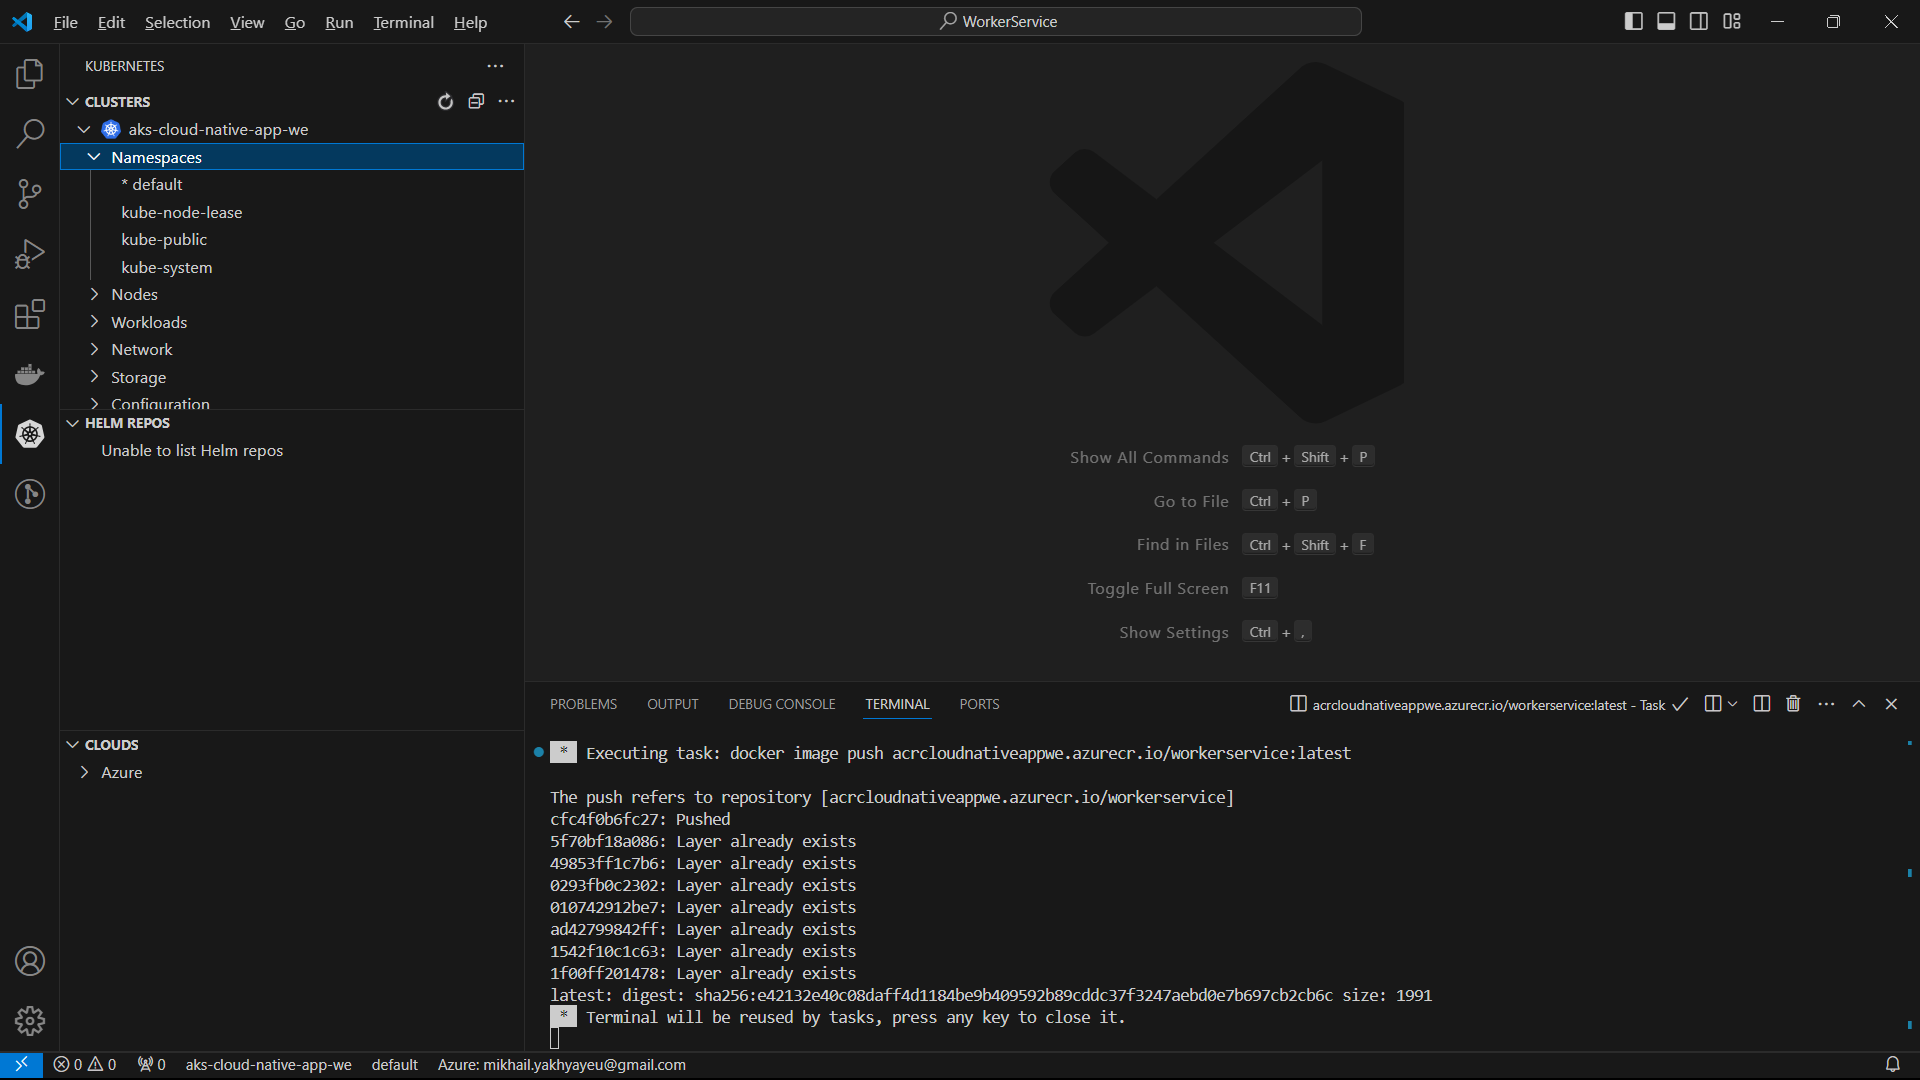 File Edit Selection View Go Run Terminal Help
WorkerService
KUBERNETES
CLUSTERS
aks-cloud-native-app-we
Namespaces
* default
kube-node-lease
kube-public
kube-system
Nodes
Workloads
Network
Storage
Configuration
HELM REPOS
Unable to list Helm repos
CLOUDS
Azure
Show All Commands Ctrl + Shift + P
Go to File Ctrl + P
Find in Files Ctrl + Shift + F
Toggle Full Screen F11
Show Settings Ctrl + ,
PROBLEMS OUTPUT DEBUG CONSOLE TERMINAL PORTS acrcloudnativeappwe.azurecr.io/workerservice:latest - Task
* Executing task: docker image push acrcloudnativeappwe.azurecr.io/workerservice:latest
The push refers to repository [acrcloudnativeappwe.azurecr.io/workerservice]
cfc4f0b6fc27: Pushed
5f70bf18a086: Layer already exists
49853ff1c7b6: Layer already exists
0293fb0c2302: Layer already exists
010742912be7: Layer already exists
ad42799842ff: Layer already exists
1542f10c1c63: Layer already exists
1f00ff201478: Layer already exists
latest: digest: sha256:e42132e40c08daff4d1184be9b409592b89cddc37f3247aebd0e7b697cb2cb6c size: 1991
* Terminal will be reused by tasks, press any key to close it.
0 0 0 aks-cloud-native-app-we default Azure: mikhail.yakhyayeu@gmail.com